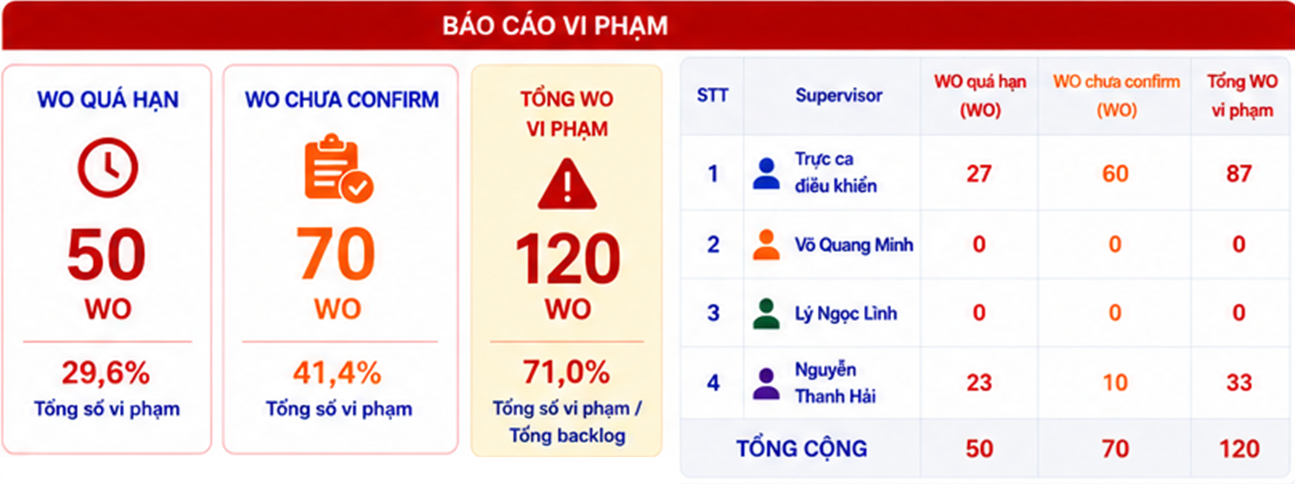 BÁO CÁO VI PHẠM
WO QUÁ HẠN
50
WO
29,6%
Tổng số vi phạm
WO CHƯA CONFIRM
70
WO
41,4%
Tổng số vi phạm
TỔNG WO
VI PHẠM
120
WO
71,0%
Tổng số vi phạm /
Tổng backlog
STT Supervisor WO quá hạn (WO) WO chưa confirm (WO) Tổng WO vi phạm
1 Trực ca điều khiển 27 60 87
2 Võ Quang Minh 0 0 0
3 Lý Ngọc Lình 0 0 0
4 Nguyễn Thanh Hải 23 10 33
TỔNG CỘNG 50 70 120